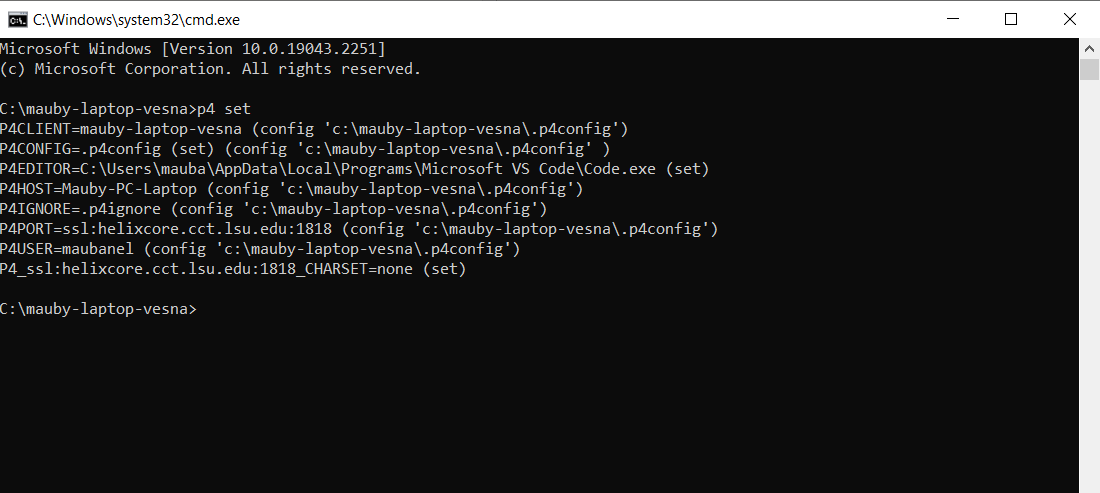 C:\Windows\system32\cmd.exe
Microsoft Windows [Version 10.0.19043.2251]
(c) Microsoft Corporation. All rights reserved.
C:\mauby-laptop-vesna>p4 set
P4CLIENT=mauby-laptop-vesna (config 'c:\mauby-laptop-vesna\.p4config')
P4CONFIG=.p4config (set) (config 'c:\mauby-laptop-vesna\.p4config' )
P4EDITOR=C:\Users\mauba\AppData\Local\Programs\Microsoft VS Code\Code.exe (set)
P4HOST=Mauby-PC-Laptop (config 'c:\mauby-laptop-vesna\.p4config')
P4IGNORE=.p4ignore (config 'c:\mauby-laptop-vesna\.p4config')
P4PORT=ssl:helixcore.cct.lsu.edu:1818 (config 'c:\mauby-laptop-vesna\.p4config')
P4USER=maubanel (config 'c:\mauby-laptop-vesna\.p4config')
P4_ssl:helixcore.cct.lsu.edu:1818_CHARSET=none (set)
C:\mauby-laptop-vesna>